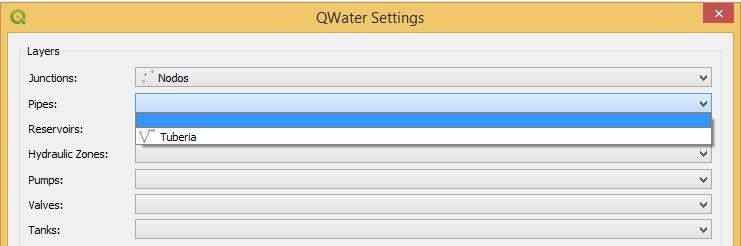 QWater Settings
Layers
Junctions: Nodos
Pipes:
Tuberia
Reservoirs:
Hydraulic Zones:
Pumps:
Valves:
Tanks: